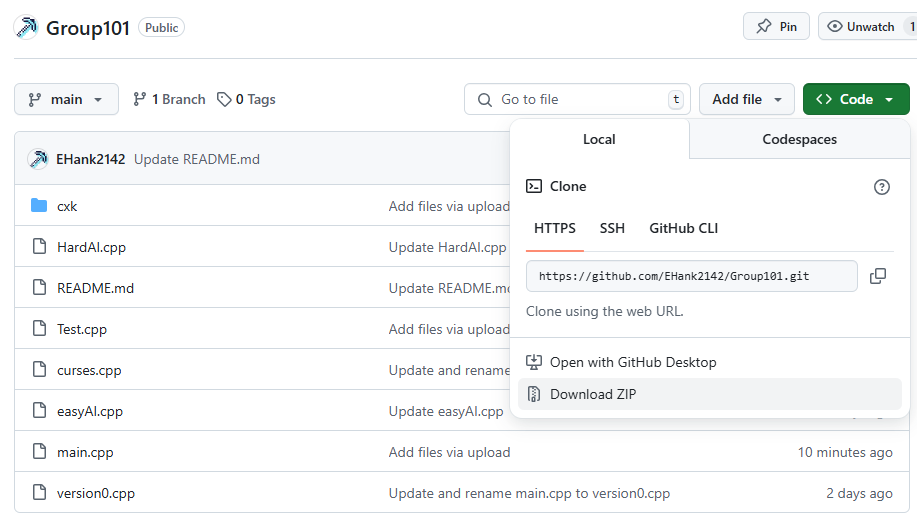 Group101 Public Pin Unwatch 1
main 1 Branch 0 Tags Go to file t Add file Code
Local Codespaces
EHank2142 Update README.md
Clone
cxk Add files via upload
HTTPS SSH GitHub CLI
HardAI.cpp Update HardAI.cpp
https://github.com/EHank2142/Group101.git
README.md Update README.md
Clone using the web URL.
Test.cpp Add files via upload
Open with GitHub Desktop
curses.cpp Update and rename
Download ZIP
easyAI.cpp Update easyAI.cpp
main.cpp Add files via upload 10 minutes ago
version0.cpp Update and rename main.cpp to version0.cpp 2 days ago